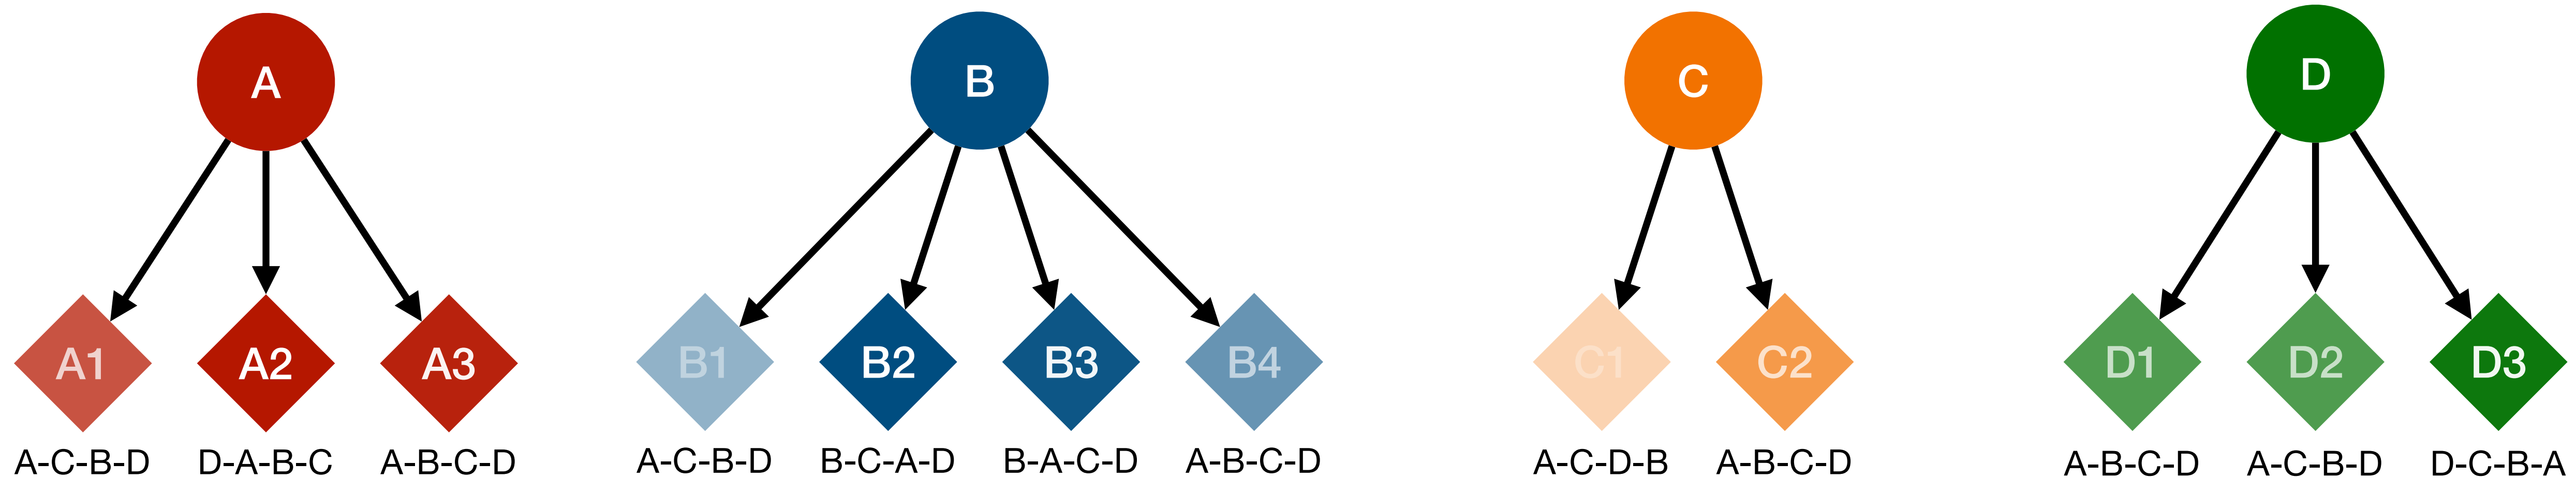 A
B
C
D
A1
A2
A3
B1
B2
B3
B4
C1
C2
D1
D2
D3
A-C-B-D
D-A-B-C
A-B-C-D
A-C-B-D
B-C-A-D
B-A-C-D
A-B-C-D
A-C-D-B
A-B-C-D
A-B-C-D
A-C-B-D
D-C-B-A